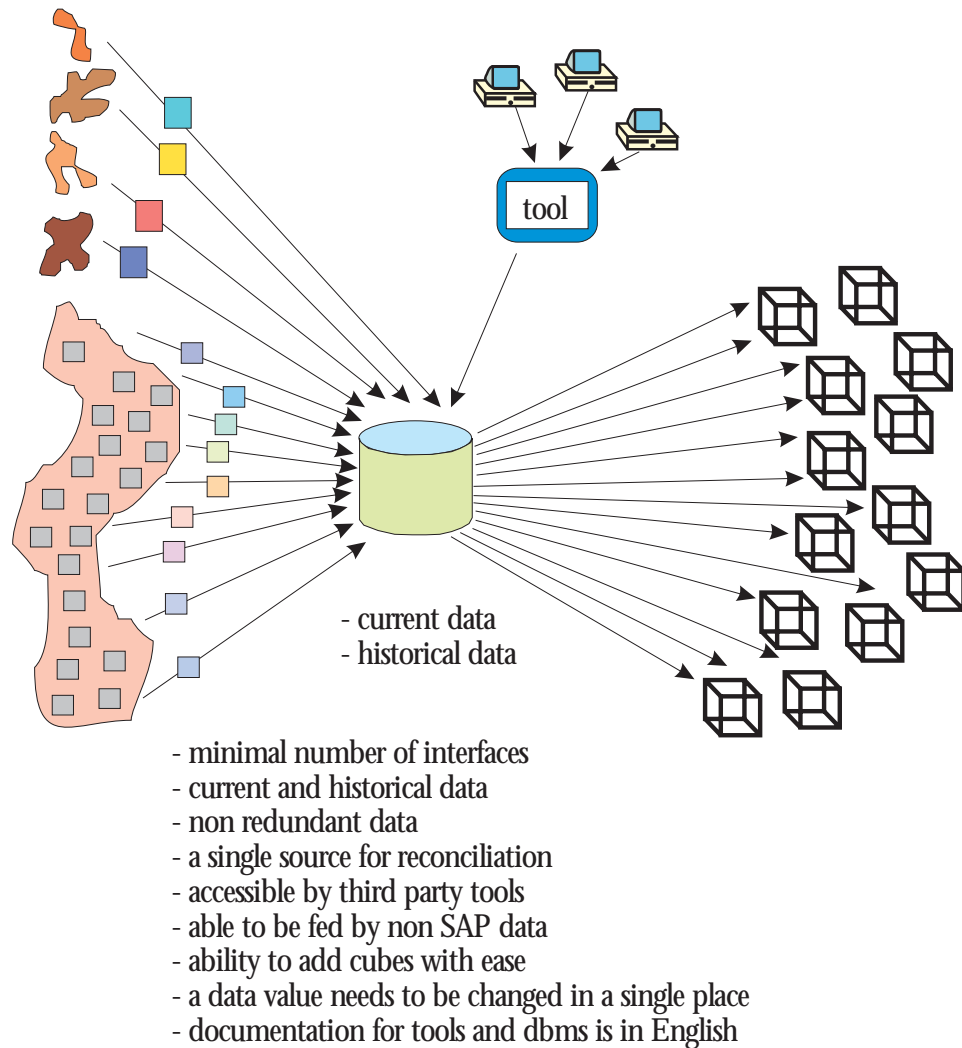 tool
- current data
- historical data
- minimal number of interfaces
- current and historical data
- non redundant data
- a single source for reconciliation
- accessible by third party tools
- able to be fed by non SAP data
- ability to add cubes with ease
- a data value needs to be changed in a single place
- documentation for tools and dbms is in English